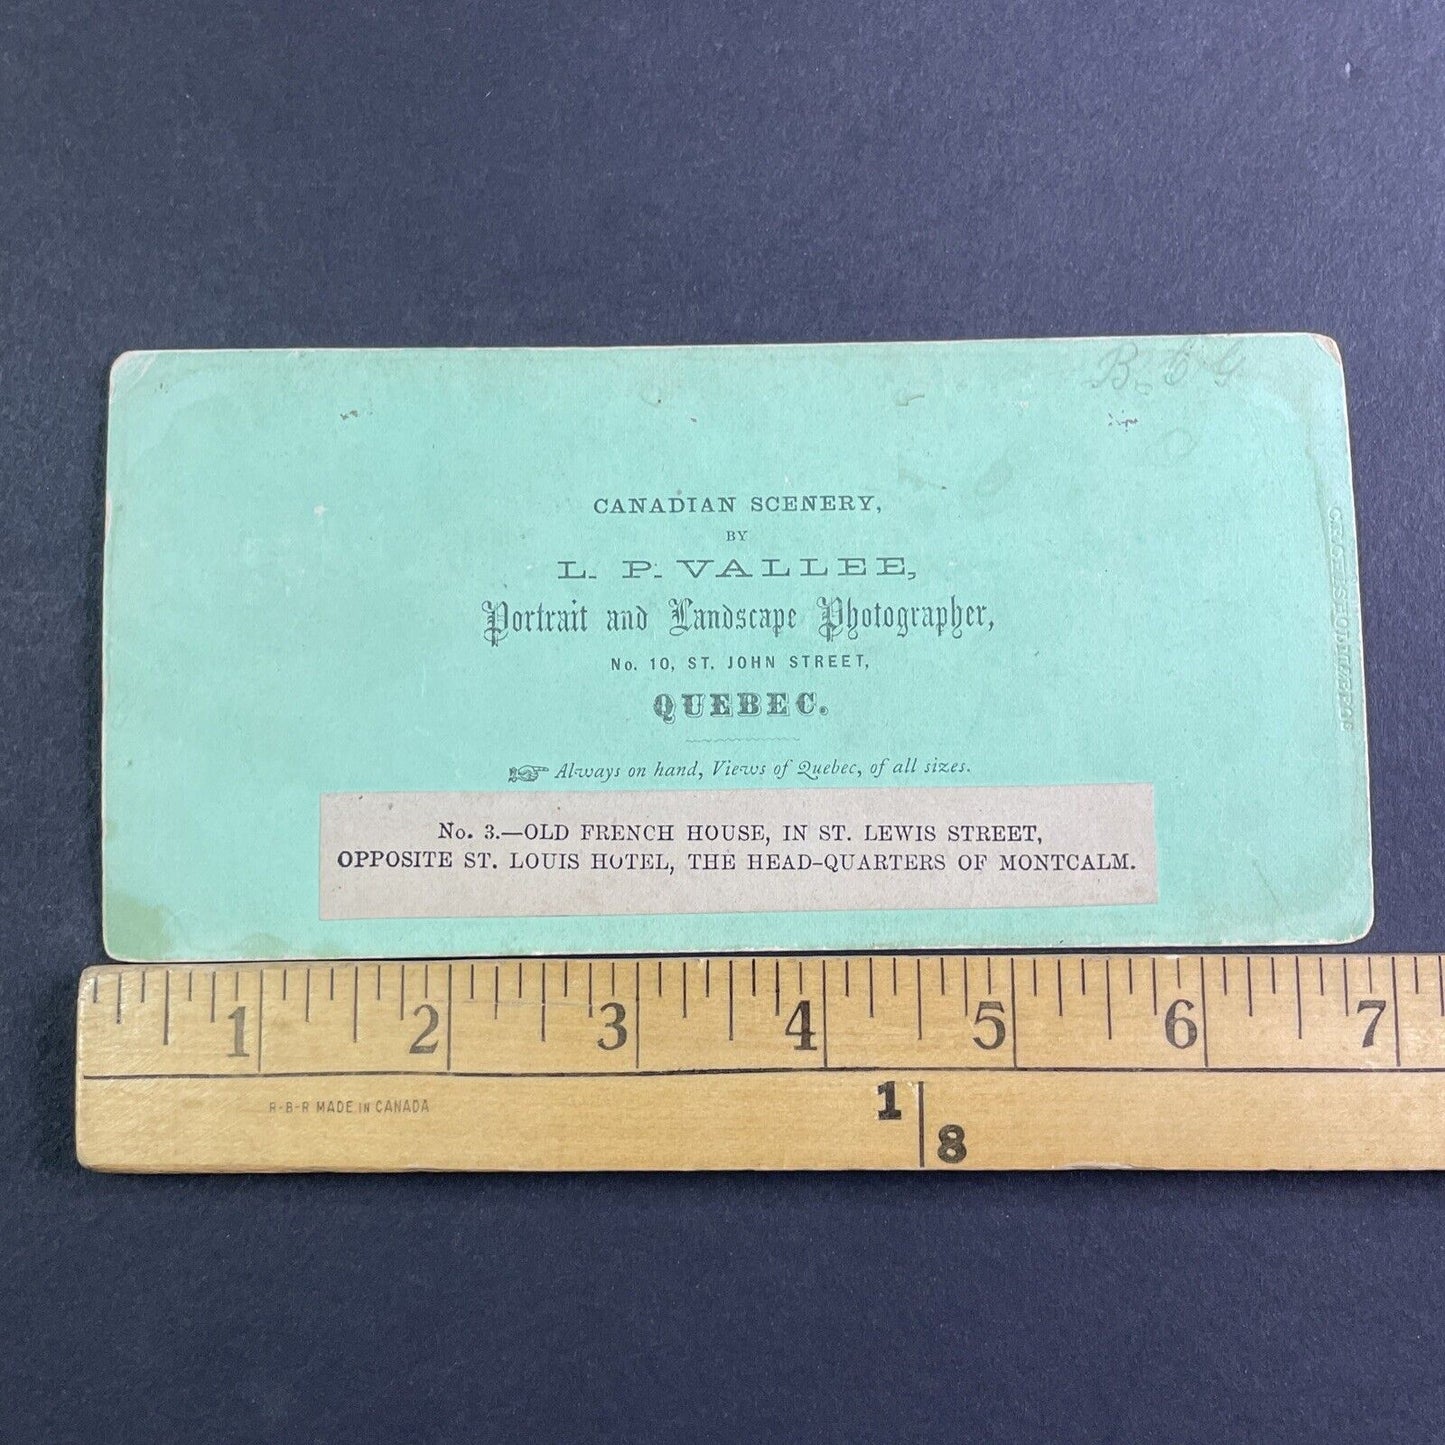 B. C. G.
CANADIAN SCENERY,
BY
L. P. VALLEE,
Portrait and Landscape Photographer,
No. 10, ST. JOHN STREET,
QUEBEC.
Always on hand, Views of Quebec, of all sizes.
No. 3.—OLD FRENCH HOUSE, IN ST. LEWIS STREET,
OPPOSITE ST. LOUIS HOTEL, THE HEAD-QUARTERS OF MONTCALM.
1 2 3 4 5 6 7
R-B-R MADE IN CANADA
1
8